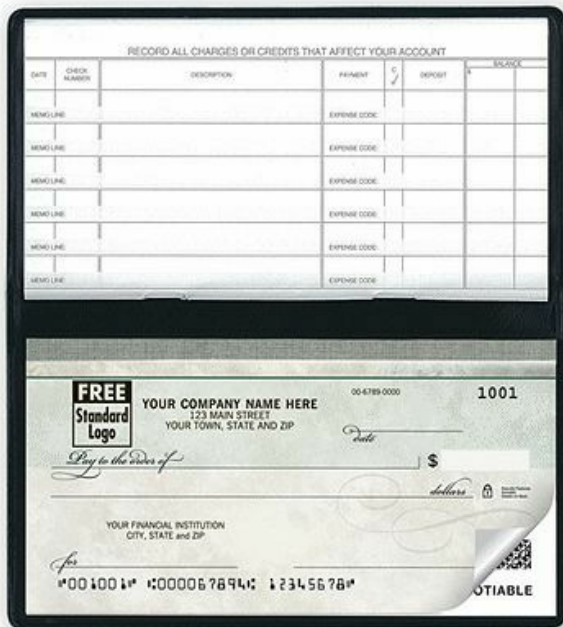 RECORD ALL CHARGES OR CREDITS THAT AFFECT YOUR ACCOUNT
DATE CHECK NUMBER DESCRIPTION PAYMENT C ✓ DEPOSIT BALANCE
$
MEMO LINE: EXPENSE CODE:
MEMO LINE: EXPENSE CODE:
MEMO LINE: EXPENSE CODE:
MEMO LINE: EXPENSE CODE:
MEMO LINE: EXPENSE CODE:
MEMO LINE: EXPENSE CODE:
FREE
Standard
Logo
YOUR COMPANY NAME HERE
123 MAIN STREET
YOUR TOWN, STATE AND ZIP
00-6789-0000
1001
date
Pay to the order of
$
dollars
YOUR FINANCIAL INSTITUTION
CITY, STATE and ZIP
for
⑈001001⑈ ⑆000067894⑆ 12345678⑈
OTIABLE